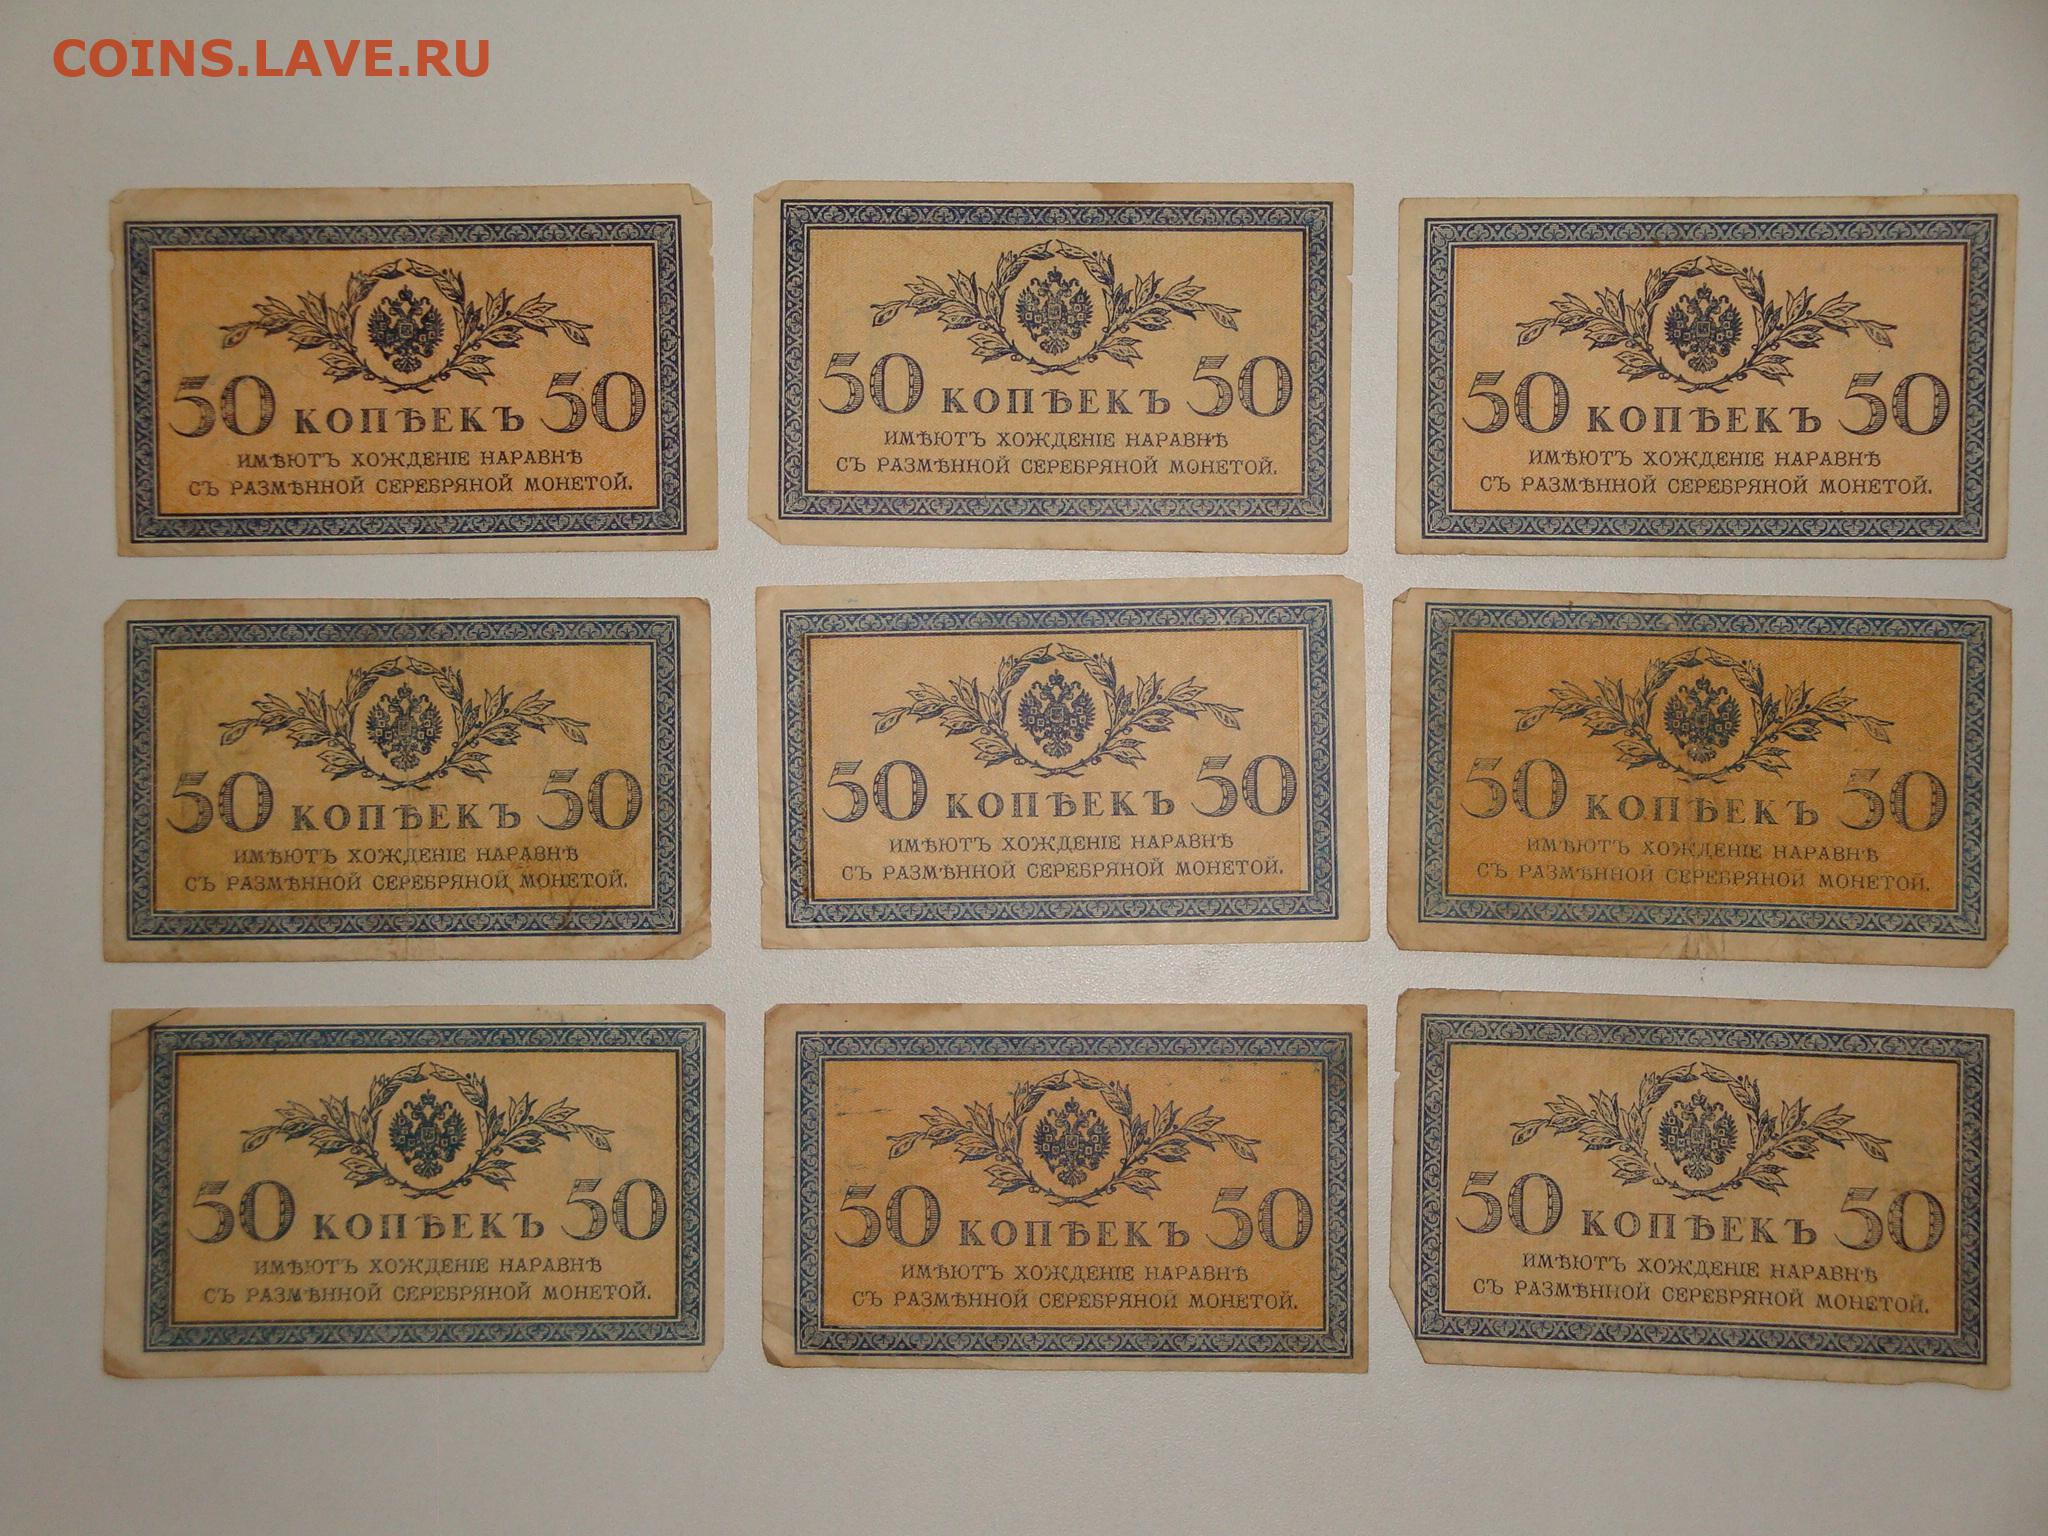 COINS.LAVE.RU
50 КОПѢЕКЪ 50
ИМѢЮТЪ ХОЖДЕНІЕ НАРАВНѢ
СЪ РАЗМѢННОЙ СЕРЕБРЯНОЙ МОНЕТОЙ.
50 КОПѢЕКЪ 50
ИМѢЮТЪ ХОЖДЕНІЕ НАРАВНѢ
СЪ РАЗМѢННОЙ СЕРЕБРЯНОЙ МОНЕТОЙ.
50 КОПѢЕКЪ 50
ИМѢЮТЪ ХОЖДЕНІЕ НАРАВНѢ
СЪ РАЗМѢННОЙ СЕРЕБРЯНОЙ МОНЕТОЙ.
50 КОПѢЕКЪ 50
ИМѢЮТЪ ХОЖДЕНІЕ НАРАВНѢ
СЪ РАЗМѢННОЙ СЕРЕБРЯНОЙ МОНЕТОЙ.
50 КОПѢЕКЪ 50
ИМѢЮТЪ ХОЖДЕНІЕ НАРАВНѢ
СЪ РАЗМѢННОЙ СЕРЕБРЯНОЙ МОНЕТОЙ.
50 КОПѢЕКЪ 50
ИМѢЮТЪ ХОЖДЕНІЕ НАРАВНѢ
СЪ РАЗМѢННОЙ СЕРЕБРЯНОЙ МОНЕТОЙ.
50 КОПѢЕКЪ 50
ИМѢЮТЪ ХОЖДЕНІЕ НАРАВНѢ
СЪ РАЗМѢННОЙ СЕРЕБРЯНОЙ МОНЕТОЙ.
50 КОПѢЕКЪ 50
ИМѢЮТЪ ХОЖДЕНІЕ НАРАВНѢ
СЪ РАЗМѢННОЙ СЕРЕБРЯНОЙ МОНЕТОЙ.
50 КОПѢЕКЪ 50
ИМѢЮТЪ ХОЖДЕНІЕ НАРАВНѢ
СЪ РАЗМѢННОЙ СЕРЕБРЯНОЙ МОНЕТОЙ.